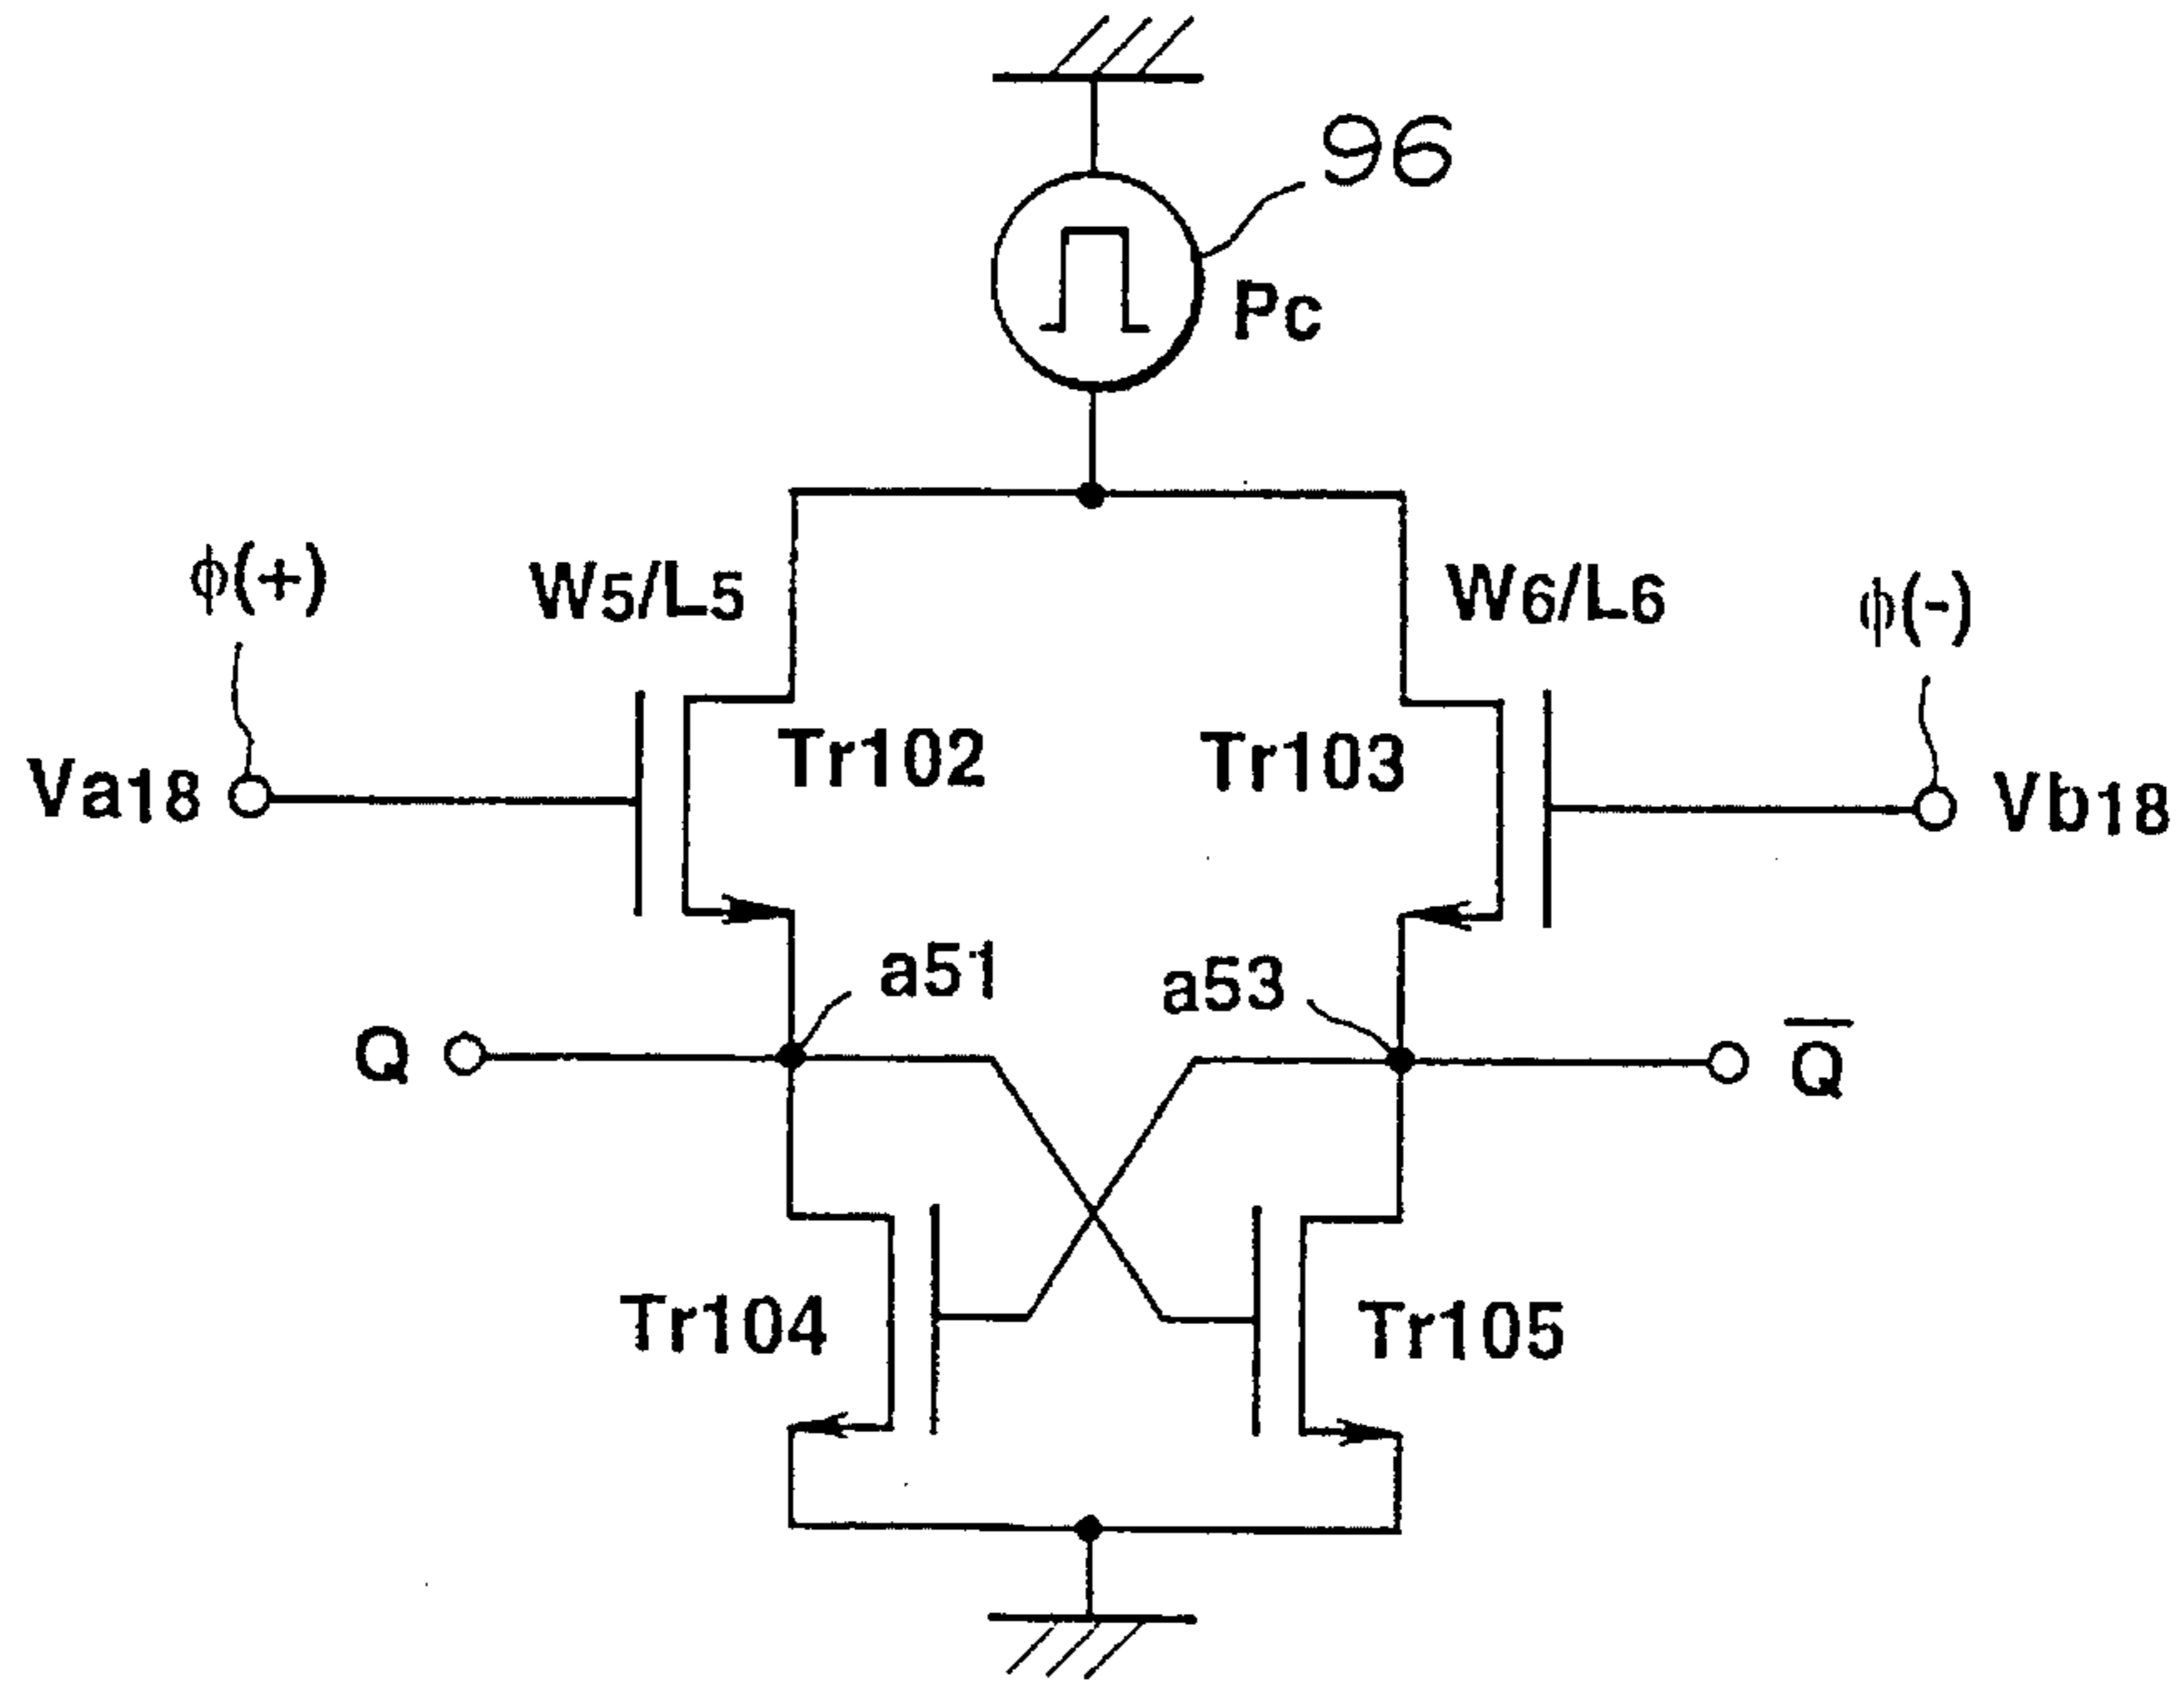 96
Pc
ϕ(+)
W5/L5
W6/L6
ϕ(-)
Tr102
Tr103
Va18
Vb18
a51
a53
Q
Q̅
Tr104
Tr105